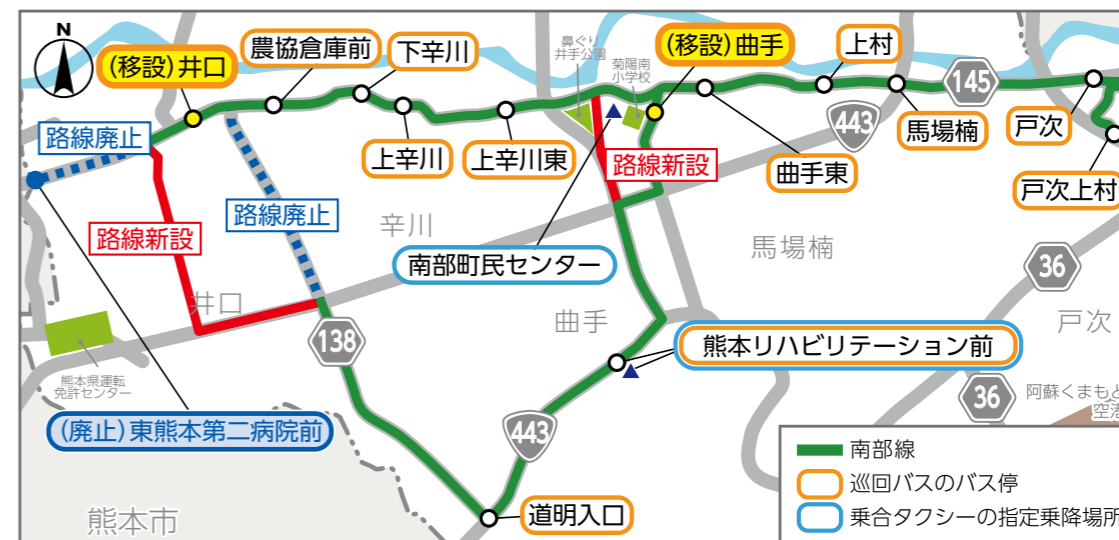 N
(移設)井口
農協倉庫前
下辛川
鼻ぐり
井手公園
菊陽南
小学校
(移設)曲手
上村
145
路線廃止
上辛川
上辛川東
路線新設
443
曲手東
馬場楠
戸次
戸次上村
路線新設
路線廃止
辛川
南部町民センター
馬場楠
36
井口
138
曲手
戸次
熊本リハビリテーション前
熊本県運転
免許センター
36
阿蘇くまもと
空港
(廃止)東熊本第二病院前
443
熊本市
道明入口
南部線
巡回バスのバス停
乗合タクシーの指定乗降場所